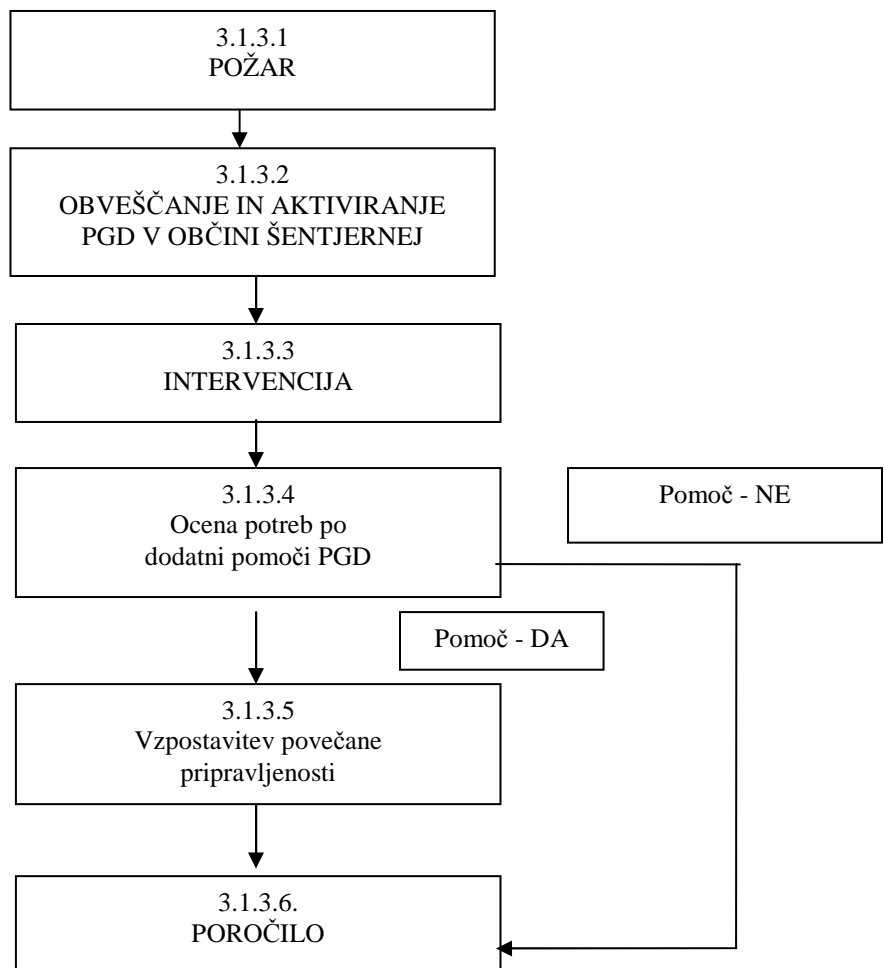 3.1.3.1
POŽAR
3.1.3.2
OBVEŠČANJE IN AKTIVIRANJE
PGD V OBČINI ŠENTJERNEJ
3.1.3.3
INTERVENCIJA
3.1.3.4
Ocena potreb po
dodatni pomoči PGD
Pomoč - NE
Pomoč - DA
3.1.3.5
Vzpostavitev povečane
pripravljenosti
3.1.3.6.
POROČILO